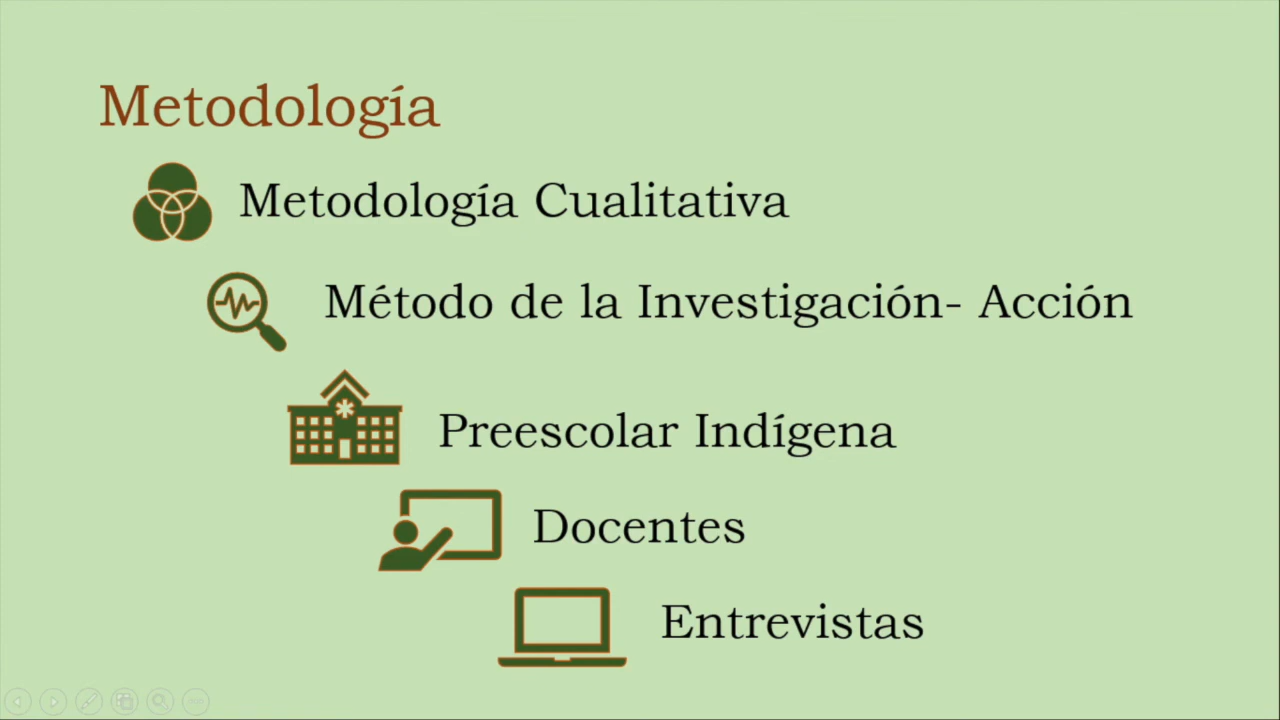 Metodología
Metodología Cualitativa
Método de la Investigación- Acción
Preescolar Indígena
Docentes
Entrevistas